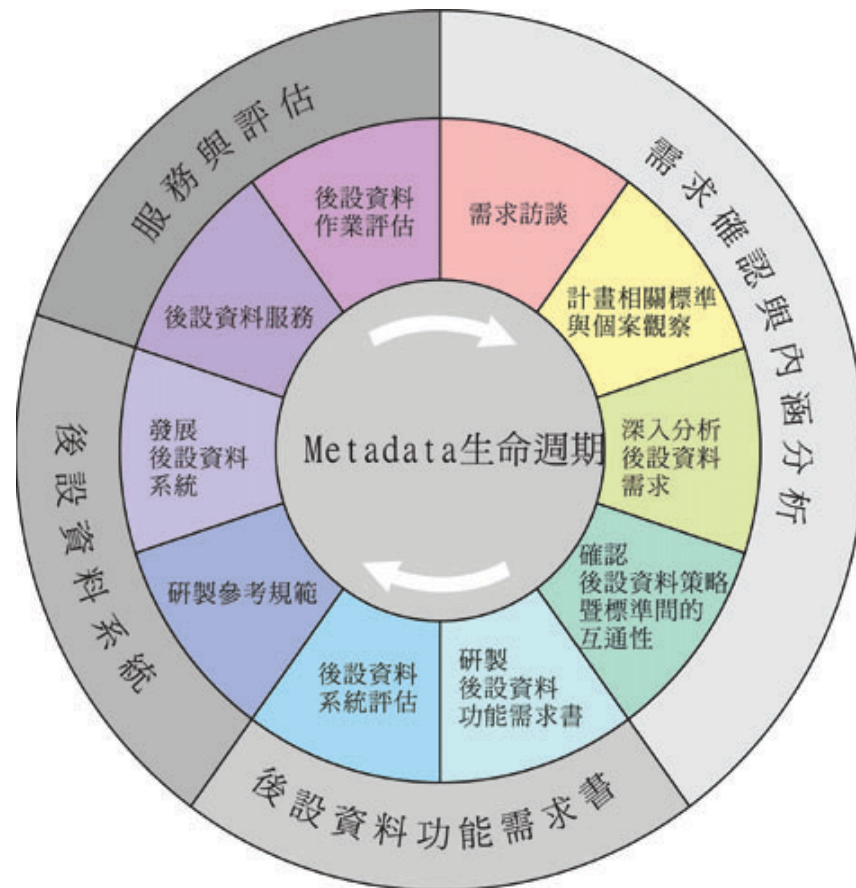 Metadata生命週期
需求確認與內涵分析
需求訪談
計畫相關標準
與個案觀察
深入分析
後設資料
需求
確認
後設資料策略
暨標準間的
互通性
後設資料功能需求書
研製
後設資料
功能需求書
後設資料
系統評估
後設資料系統
研製參考規範
發展
後設資料
系統
服務與評估
後設資料服務
後設資料
作業評估